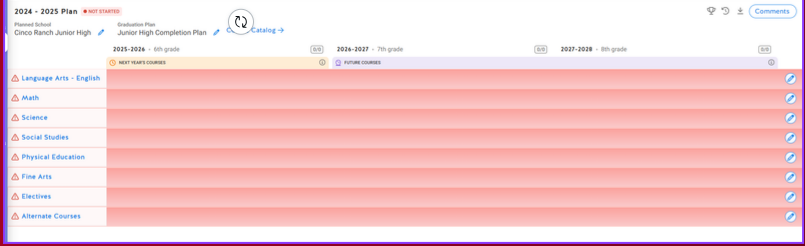 2024 - 2025 Plan NOT STARTED Comments
Planned School Graduation Plan
Cinco Ranch Junior High Junior High Completion Plan Catalog →
2025-2026 • 6th grade 0/0 2026-2027 • 7th grade 0/0 2027-2028 • 8th grade 0/0
NEXT YEAR'S COURSES FUTURE COURSES
Language Arts - English
Math
Science
Social Studies
Physical Education
Fine Arts
Electives
Alternate Courses